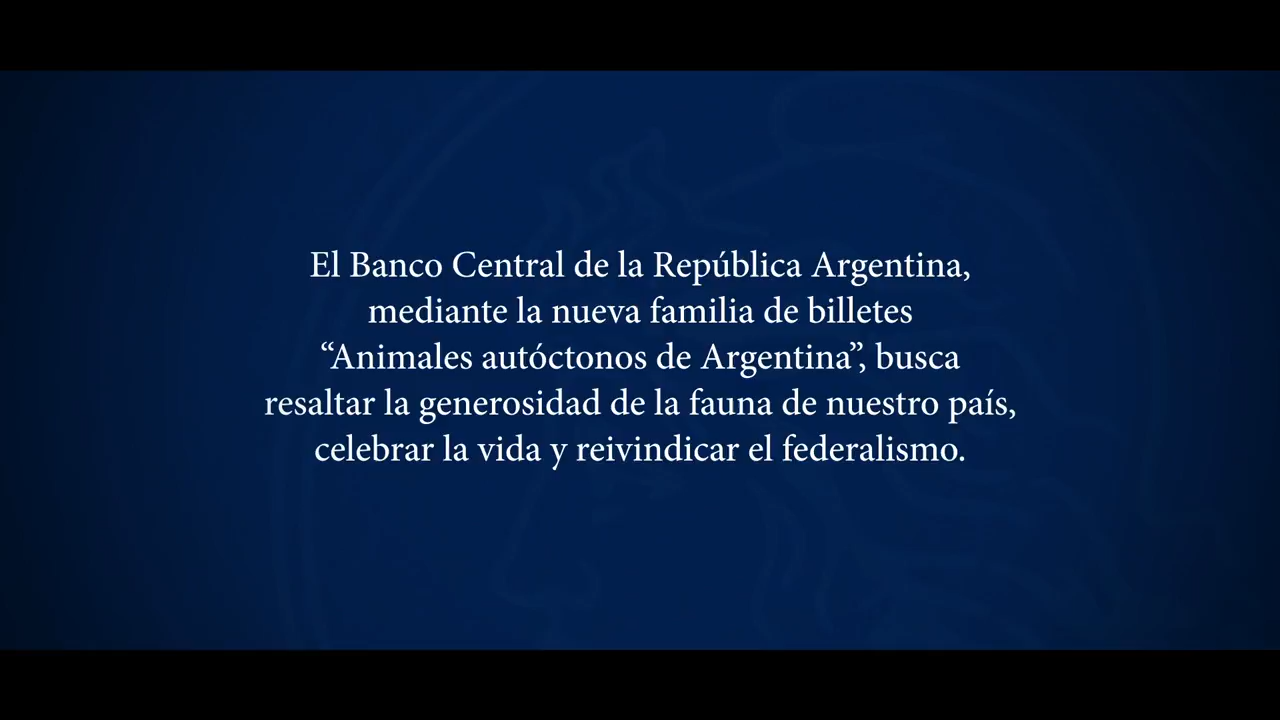 El Banco Central de la República Argentina,
mediante la nueva familia de billetes
“Animales autóctonos de Argentina”, busca
resaltar la generosidad de la fauna de nuestro país,
celebrar la vida y reivindicar el federalismo.